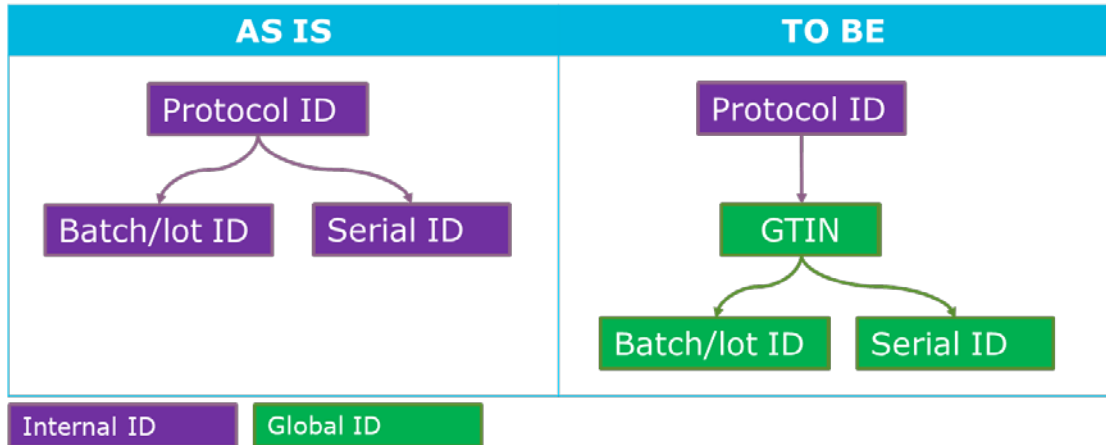 AS IS
TO BE
Protocol ID
Batch/lot ID
Serial ID
Protocol ID
GTIN
Batch/lot ID
Serial ID
Internal ID
Global ID